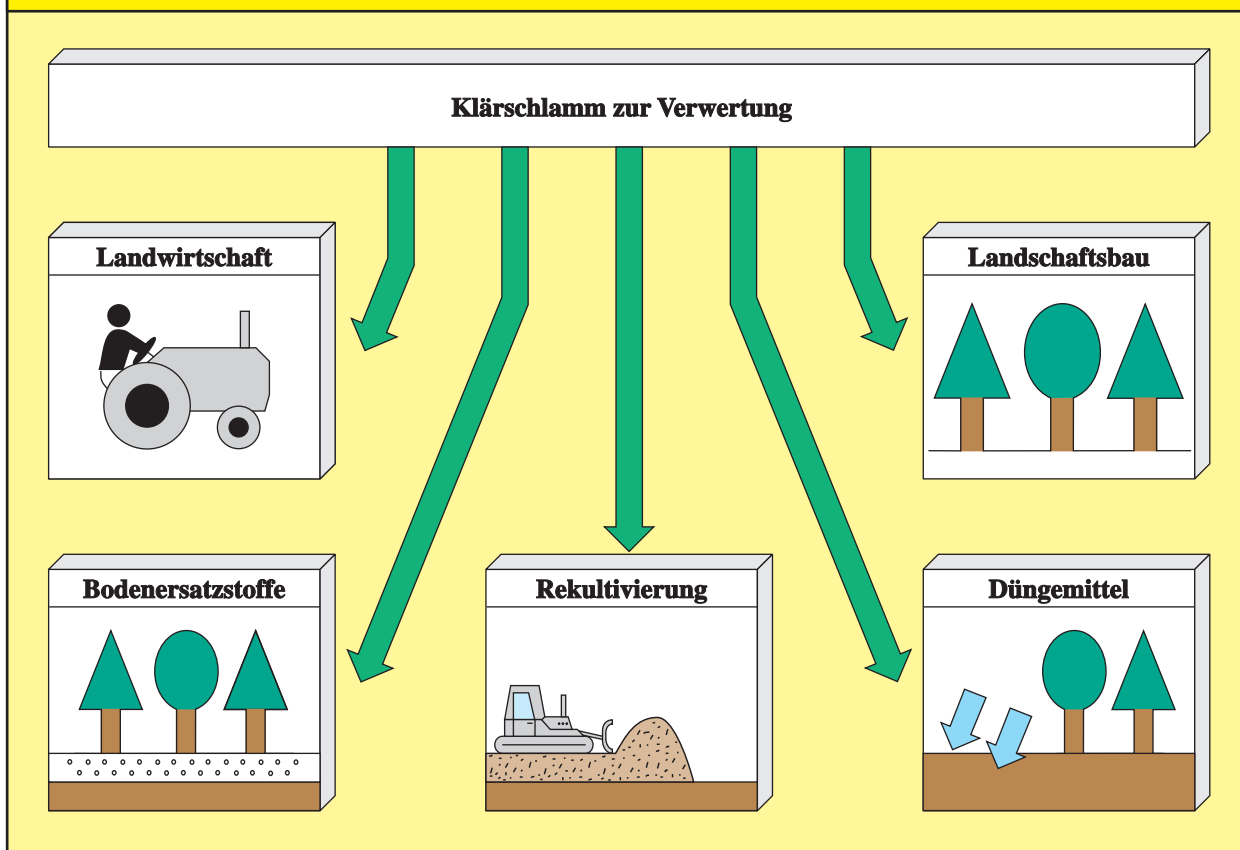 Klärschlamm zur Verwertung
Landwirtschaft
Landschaftsbau
Bodenersatzstoffe
Rekultivierung
Düngemittel